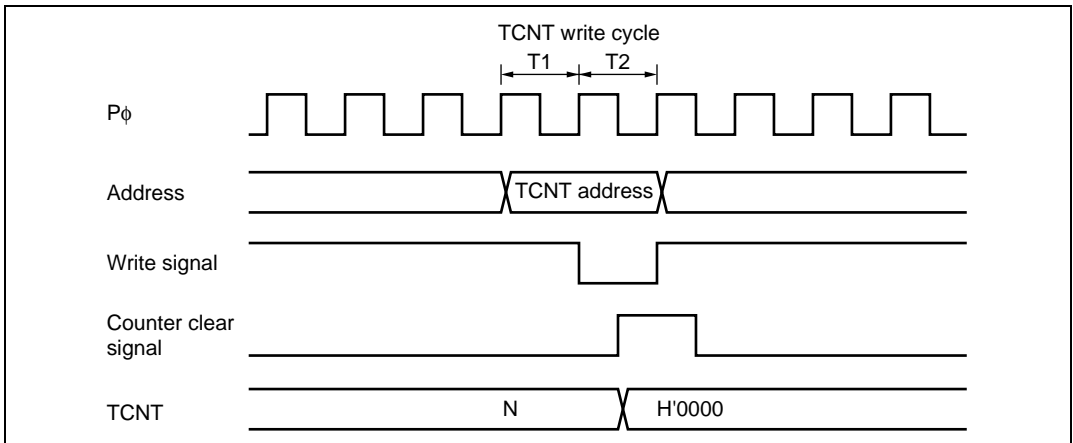 TCNT write cycle
T1 T2
Pϕ
Address
TCNT address
Write signal
Counter clear
signal
TCNT
N
H'0000